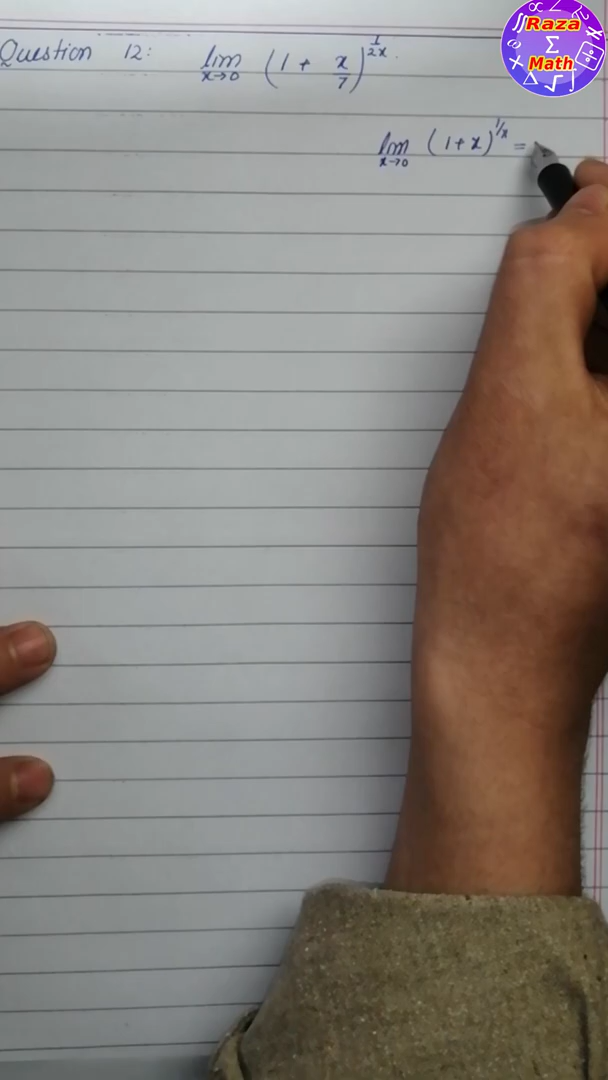 Question 12: lim x→0 (1 + x/7)^1/2x.
lim x→0 (1+x)^1/x =
Raza
Σ
Math